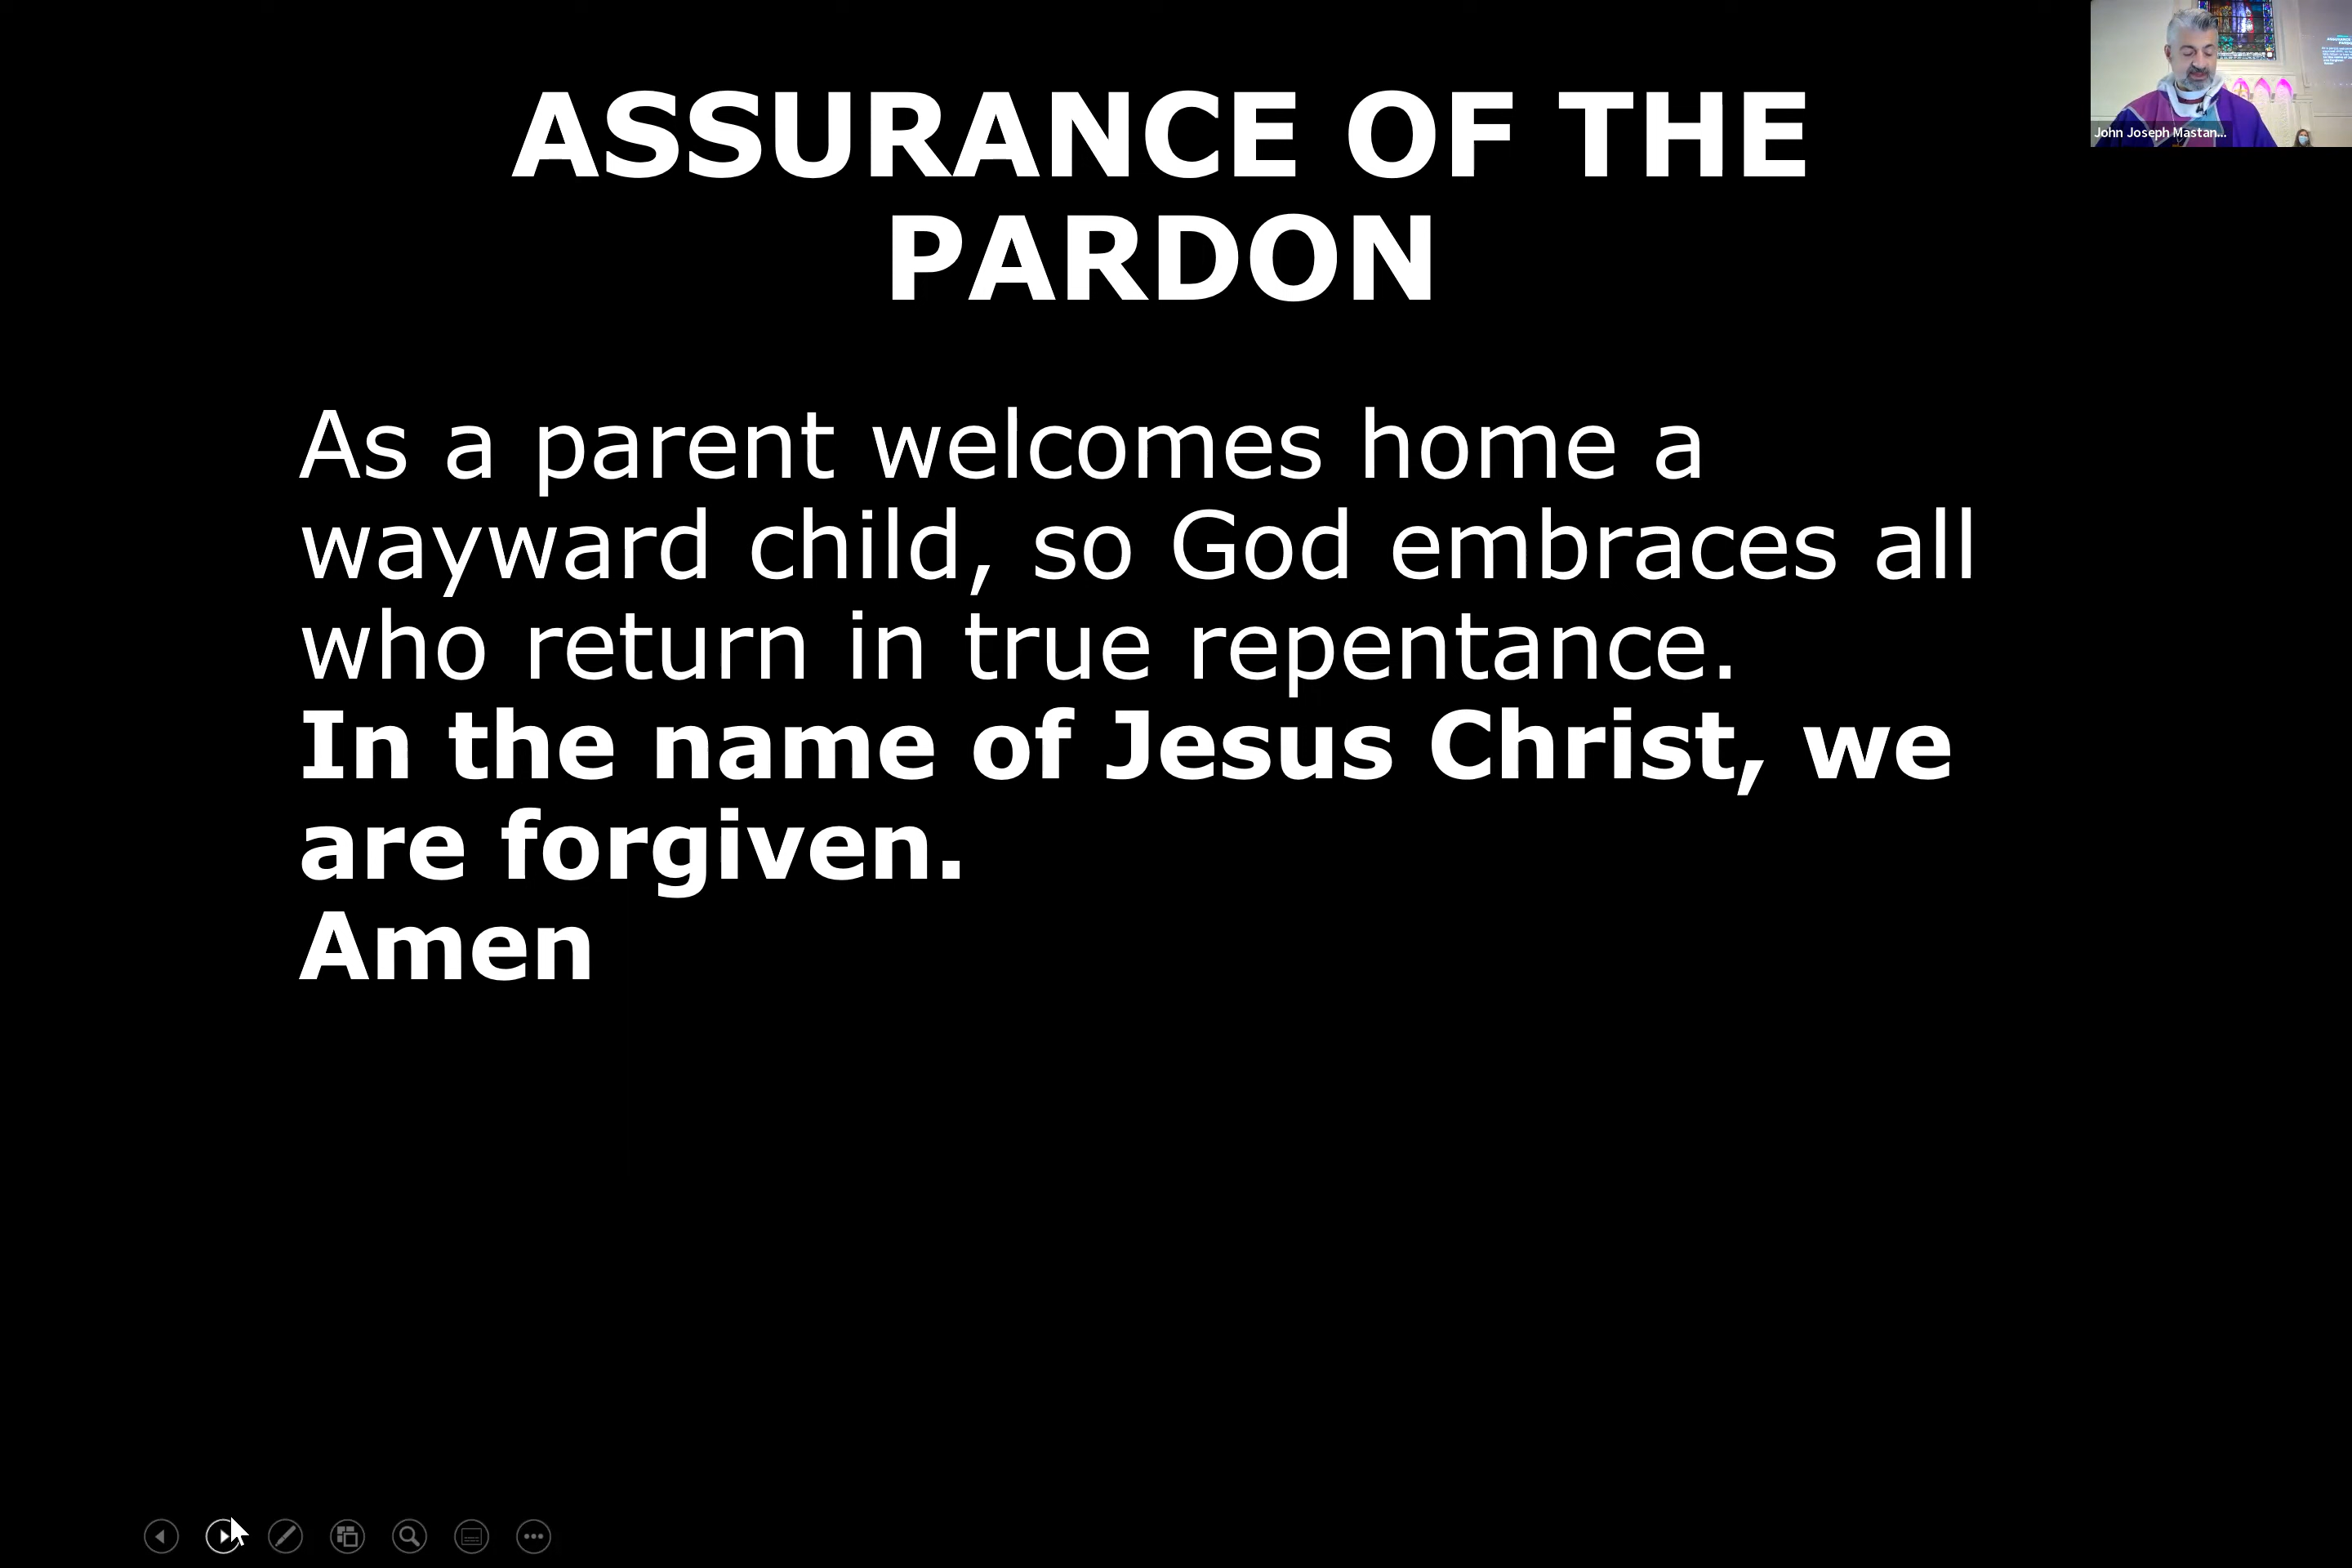 ASSURANCE OF THE
PARDON
As a parent welcomes home a
wayward child, so God embraces all
who return in true repentance.
In the name of Jesus Christ, we
are forgiven.
Amen
John Joseph Mastan...